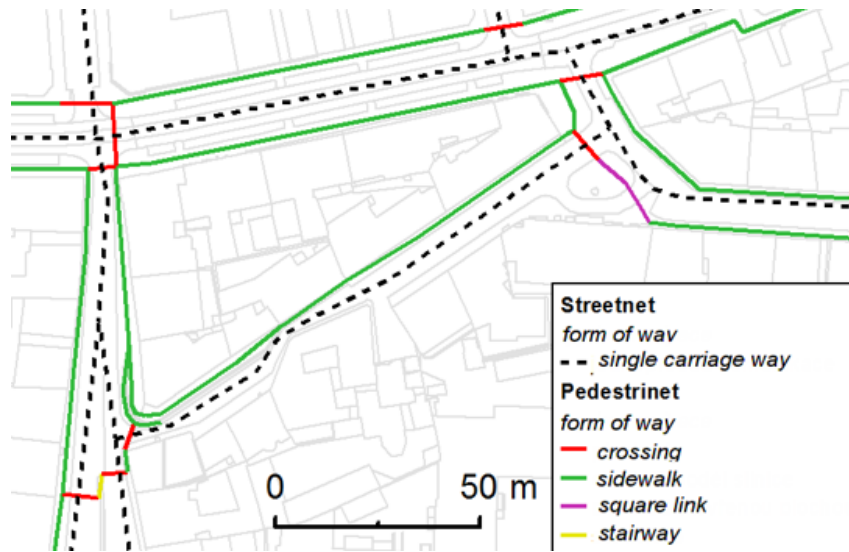 Streetnet
form of wav
single carriage way
Pedestrinet
form of way
crossing
sidewalk
square link
stairway
0 50 m